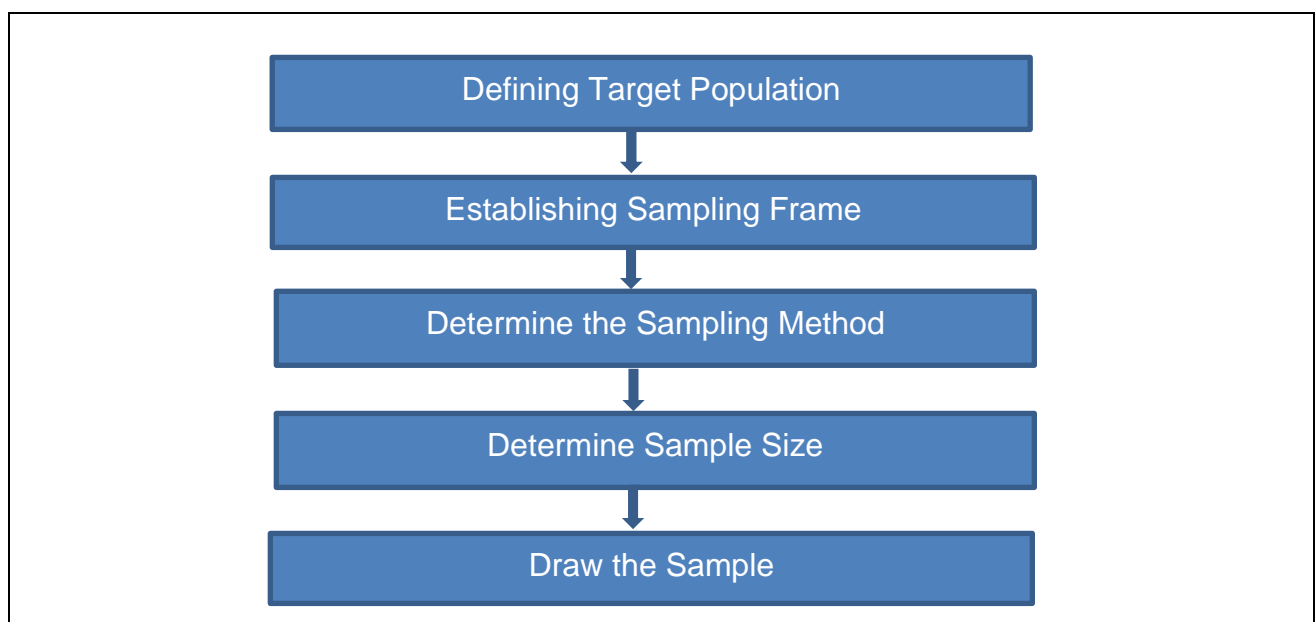 Defining Target Population
Establishing Sampling Frame
Determine the Sampling Method
Determine Sample Size
Draw the Sample